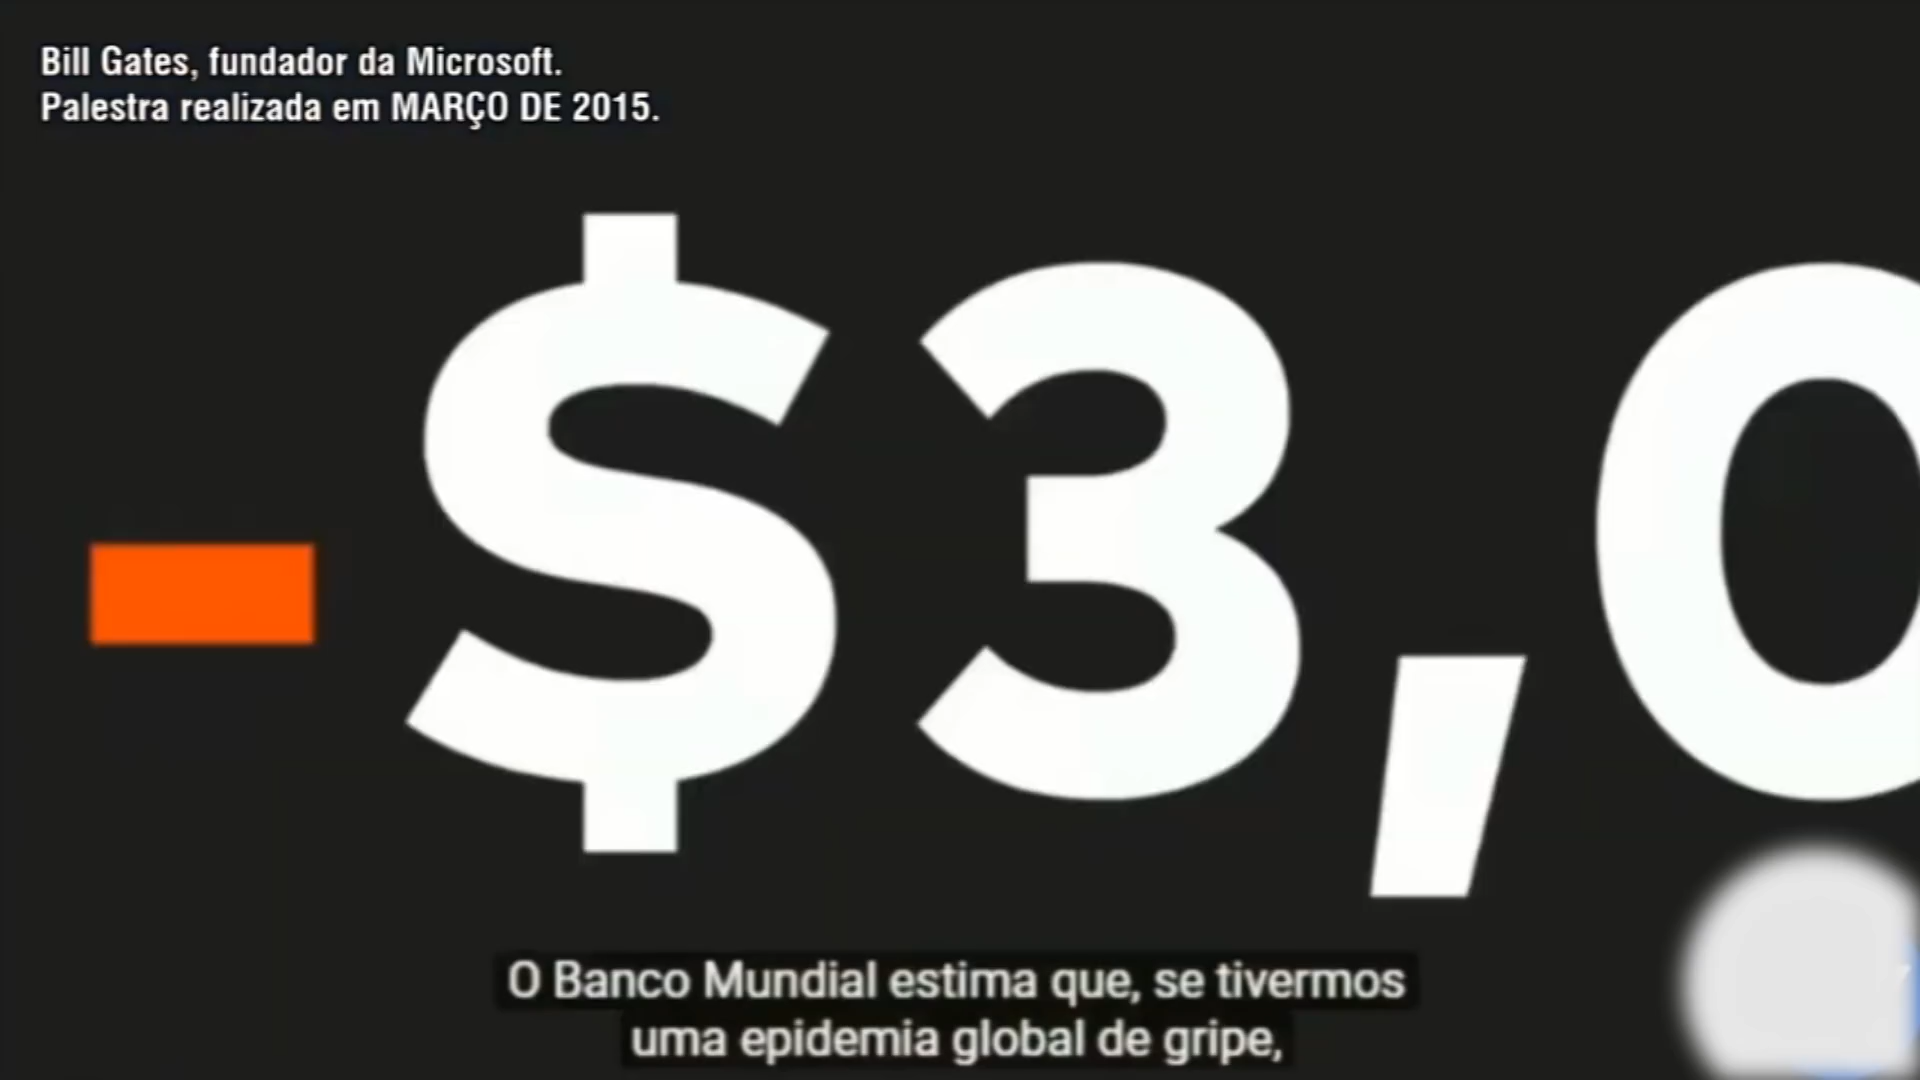 Bill Gates, fundador da Microsoft.
Palestra realizada em MARÇO DE 2015.
-$3,0
O Banco Mundial estima que, se tivermos
uma epidemia global de gripe,